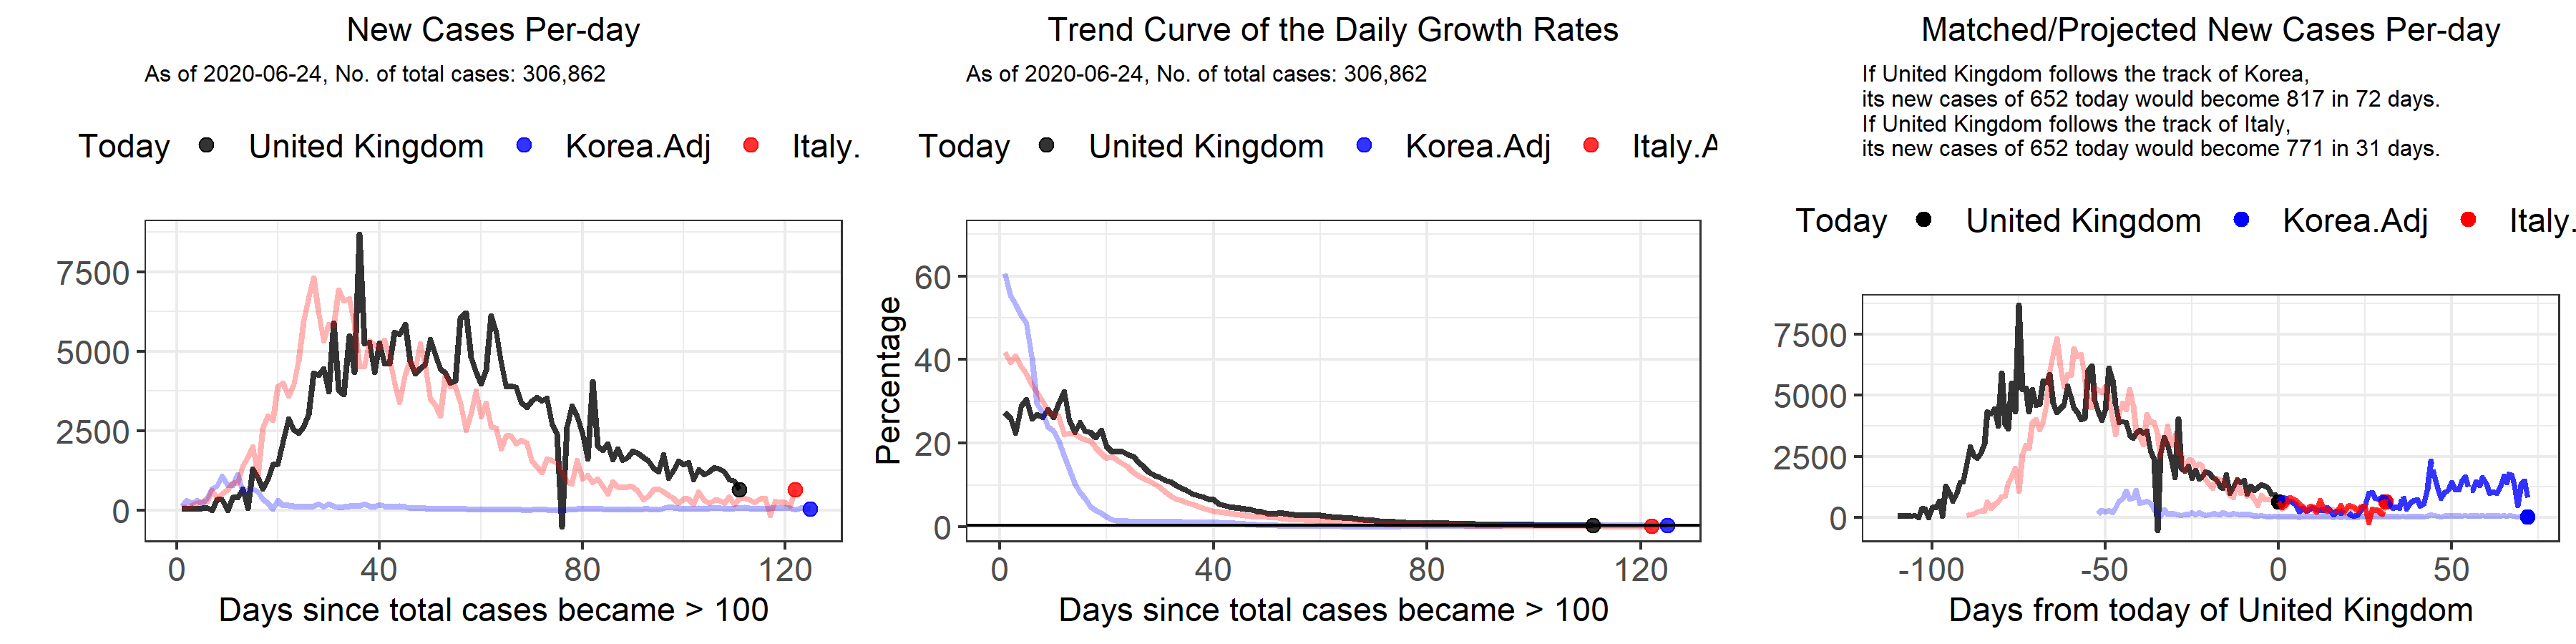 New Cases Per-day
As of 2020-06-24, No. of total cases: 306,862
Today United Kingdom Korea.Adj Italy.
7500
5000
2500
0
0 40 80 120
Days since total cases became > 100
Trend Curve of the Daily Growth Rates
As of 2020-06-24, No. of total cases: 306,862
Today United Kingdom Korea.Adj Italy.A
Percentage
60
40
20
0
0 40 80 120
Days since total cases became > 100
Matched/Projected New Cases Per-day
If United Kingdom follows the track of Korea,
its new cases of 652 today would become 817 in 72 days.
If United Kingdom follows the track of Italy,
its new cases of 652 today would become 771 in 31 days.
Today United Kingdom Korea.Adj Italy.
7500
5000
2500
0
-100 -50 0 50
Days from today of United Kingdom